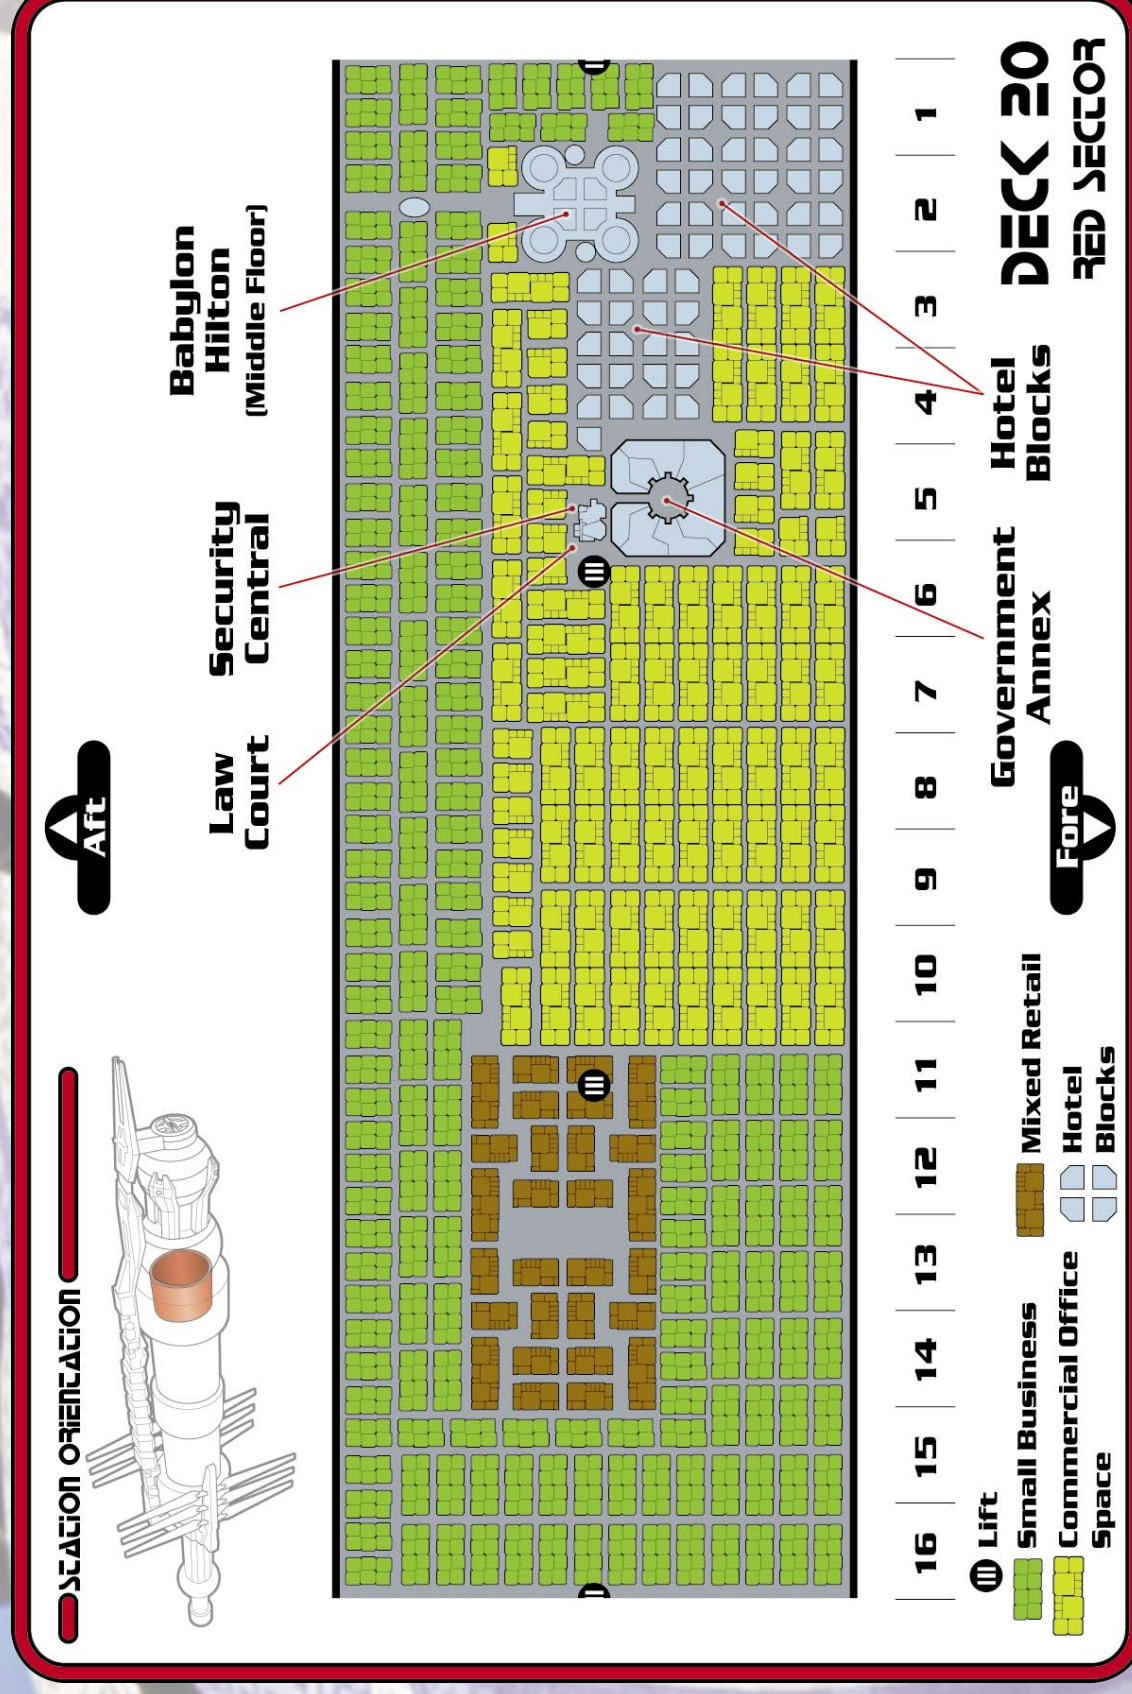 STATION ORIENTATION
Aft
Law
Court
Security
Central
Babylon
Hilton
(Middle Floor)
16
15
14
13
12
11
10
9
8
7
6
5
4
3
2
1
Lift
Small Business
Commercial Office
Space
Mixed Retail
Hotel
Blocks
Fore
Government
Annex
Hotel
Blocks
DECK 20
RED SECTOR